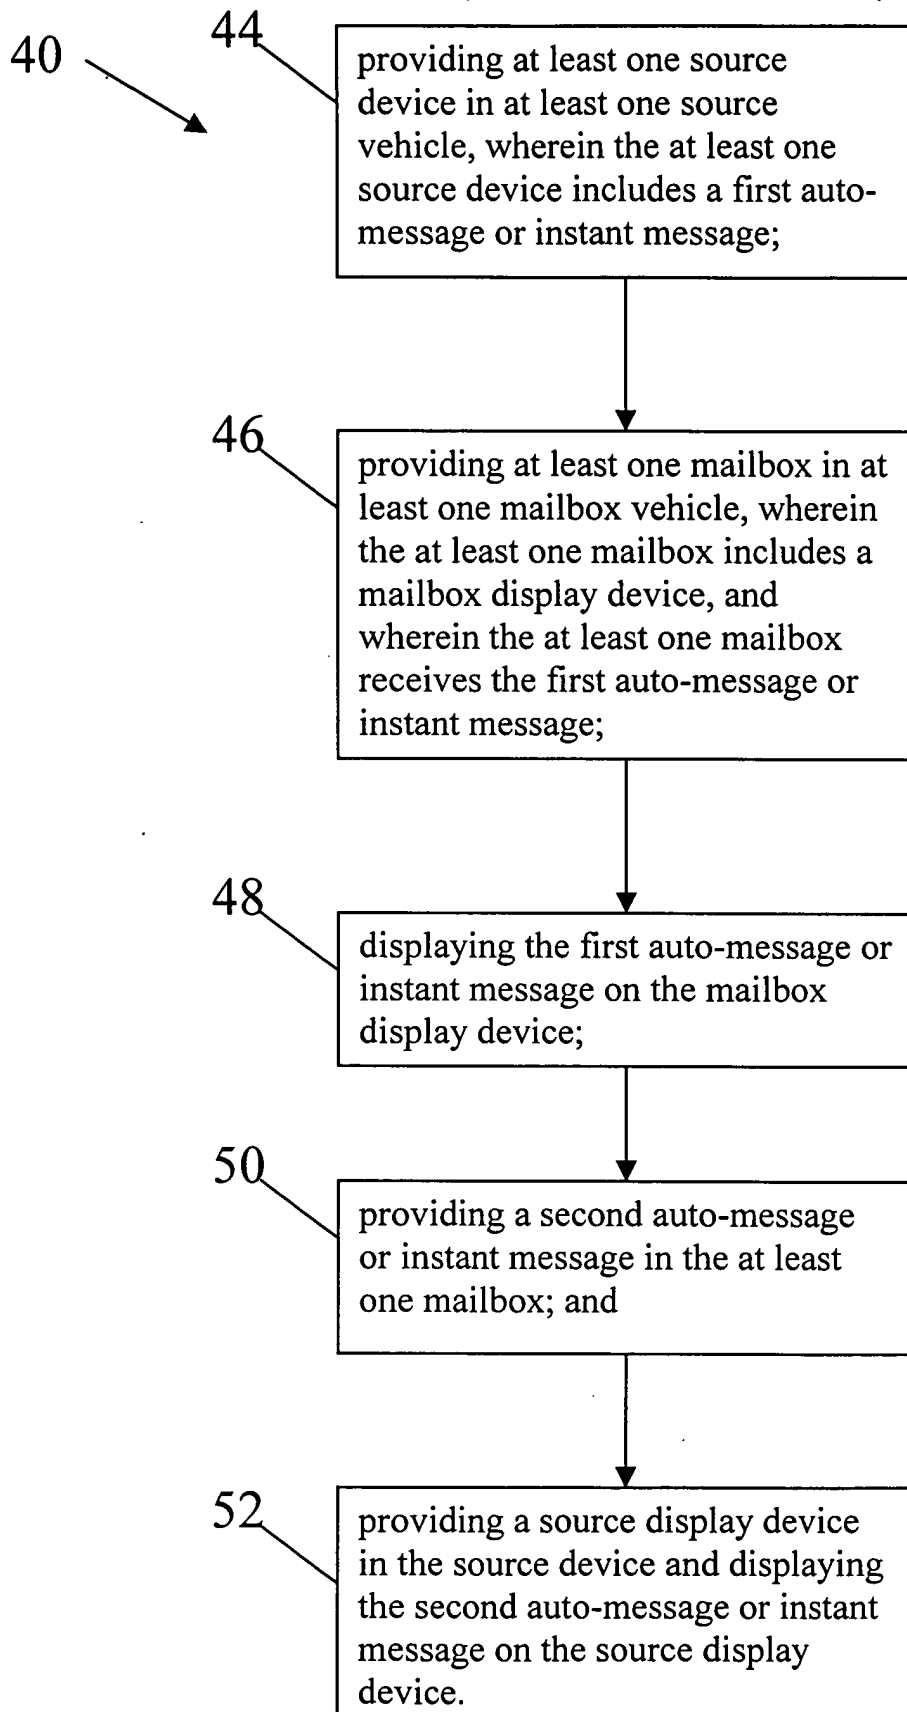 40
44
providing at least one source
device in at least one source
vehicle, wherein the at least one
source device includes a first auto-
message or instant message;
46
providing at least one mailbox in at
least one mailbox vehicle, wherein
the at least one mailbox includes a
mailbox display device, and
wherein the at least one mailbox
receives the first auto-message or
instant message;
48
displaying the first auto-message or
instant message on the mailbox
display device;
50
providing a second auto-message
or instant message in the at least
one mailbox; and
52
providing a source display device
in the source device and displaying
the second auto-message or instant
message on the source display
device.